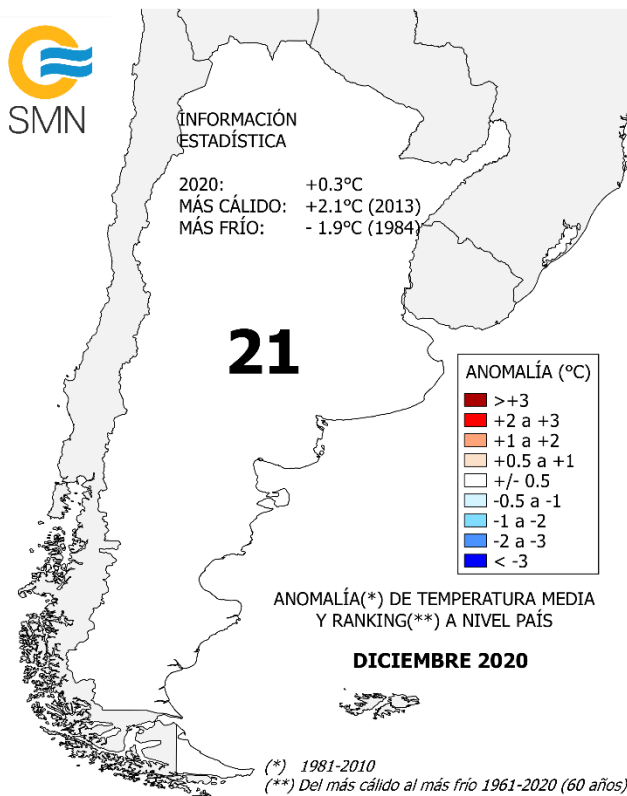 SMN
INFORMACIÓN
ESTADÍSTICA
2020: +0.3°C
MÁS CÁLIDO: +2.1°C (2013)
MÁS FRÍO: - 1.9°C (1984)
21
ANOMALÍA (°C)
>+3
+2 a +3
+1 a +2
+0.5 a +1
+/- 0.5
-0.5 a -1
-1 a -2
-2 a -3
< -3
ANOMALÍA(*) DE TEMPERATURA MEDIA
Y RANKING(**) A NIVEL PAÍS
DICIEMBRE 2020
(*) 1981-2010
(**) Del más cálido al más frío 1961-2020 (60 años)